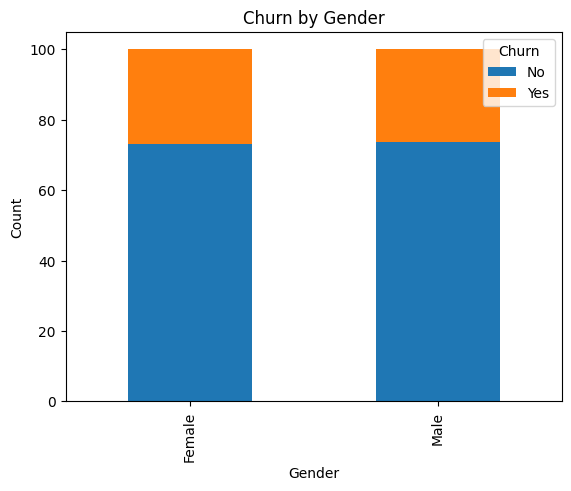 Churn by Gender
Churn
No
Yes
100
80
60
40
20
0
Count
Female
Male
Gender